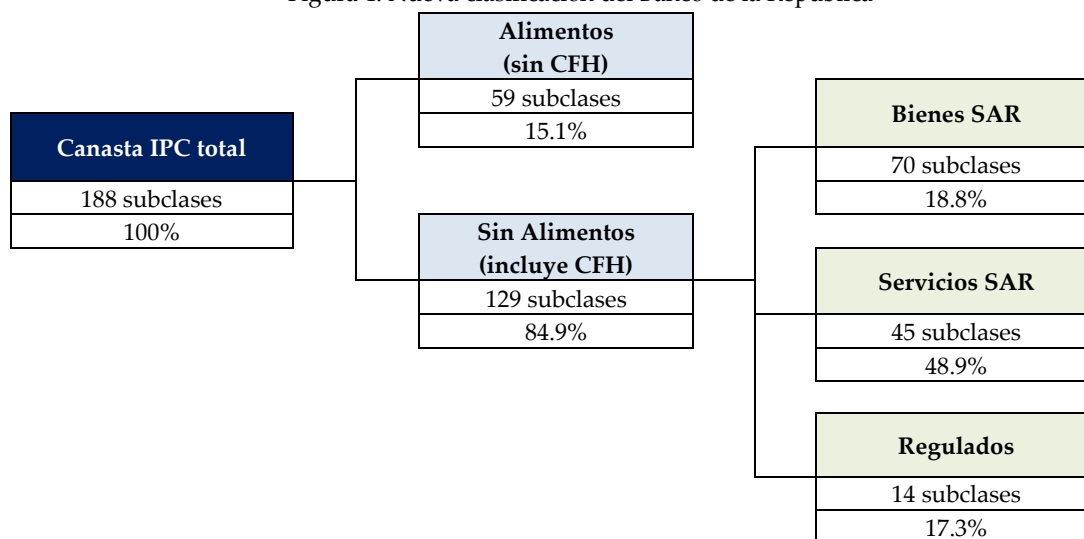 Canasta IPC total
188 subclases
100%
Alimentos
(sin CFH)
59 subclases
15.1%
Sin Alimentos
(incluye CFH)
129 subclases
84.9%
Bienes SAR
70 subclases
18.8%
Servicios SAR
45 subclases
48.9%
Regulados
14 subclases
17.3%